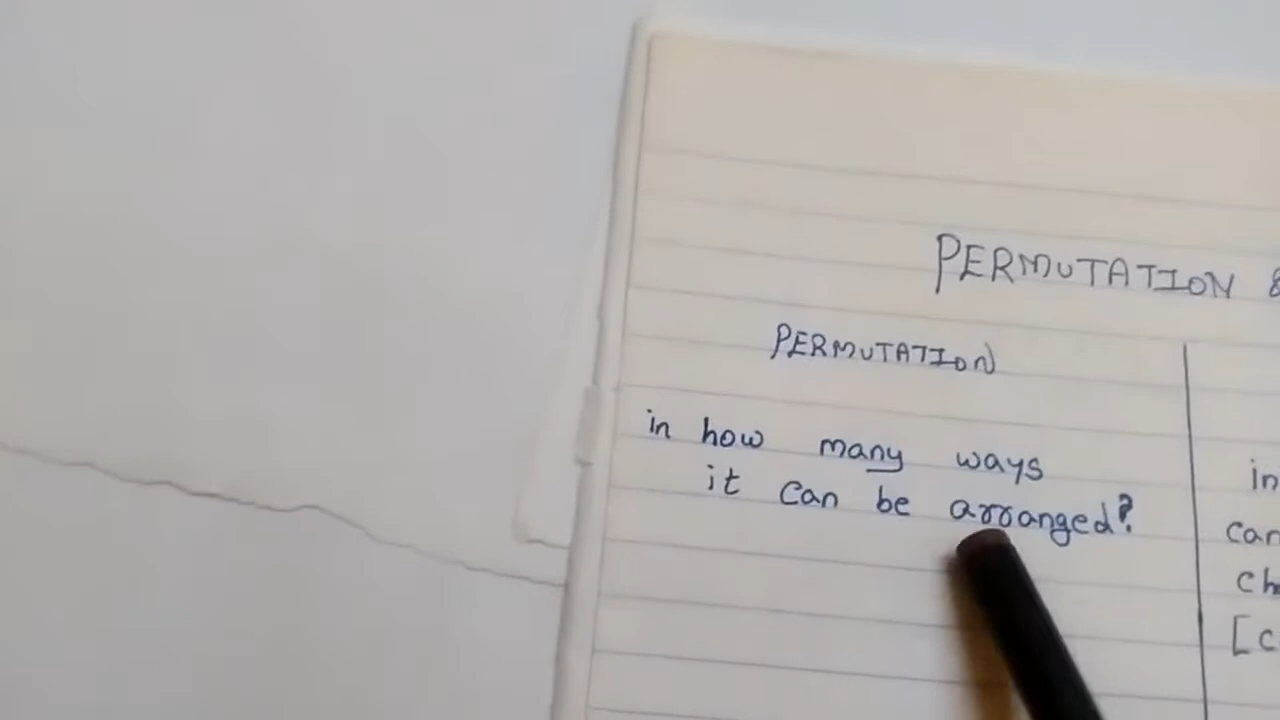 PERMUTATION &
PERMUTATION
in how many ways
it can be arranged?
in
can
ch
[c